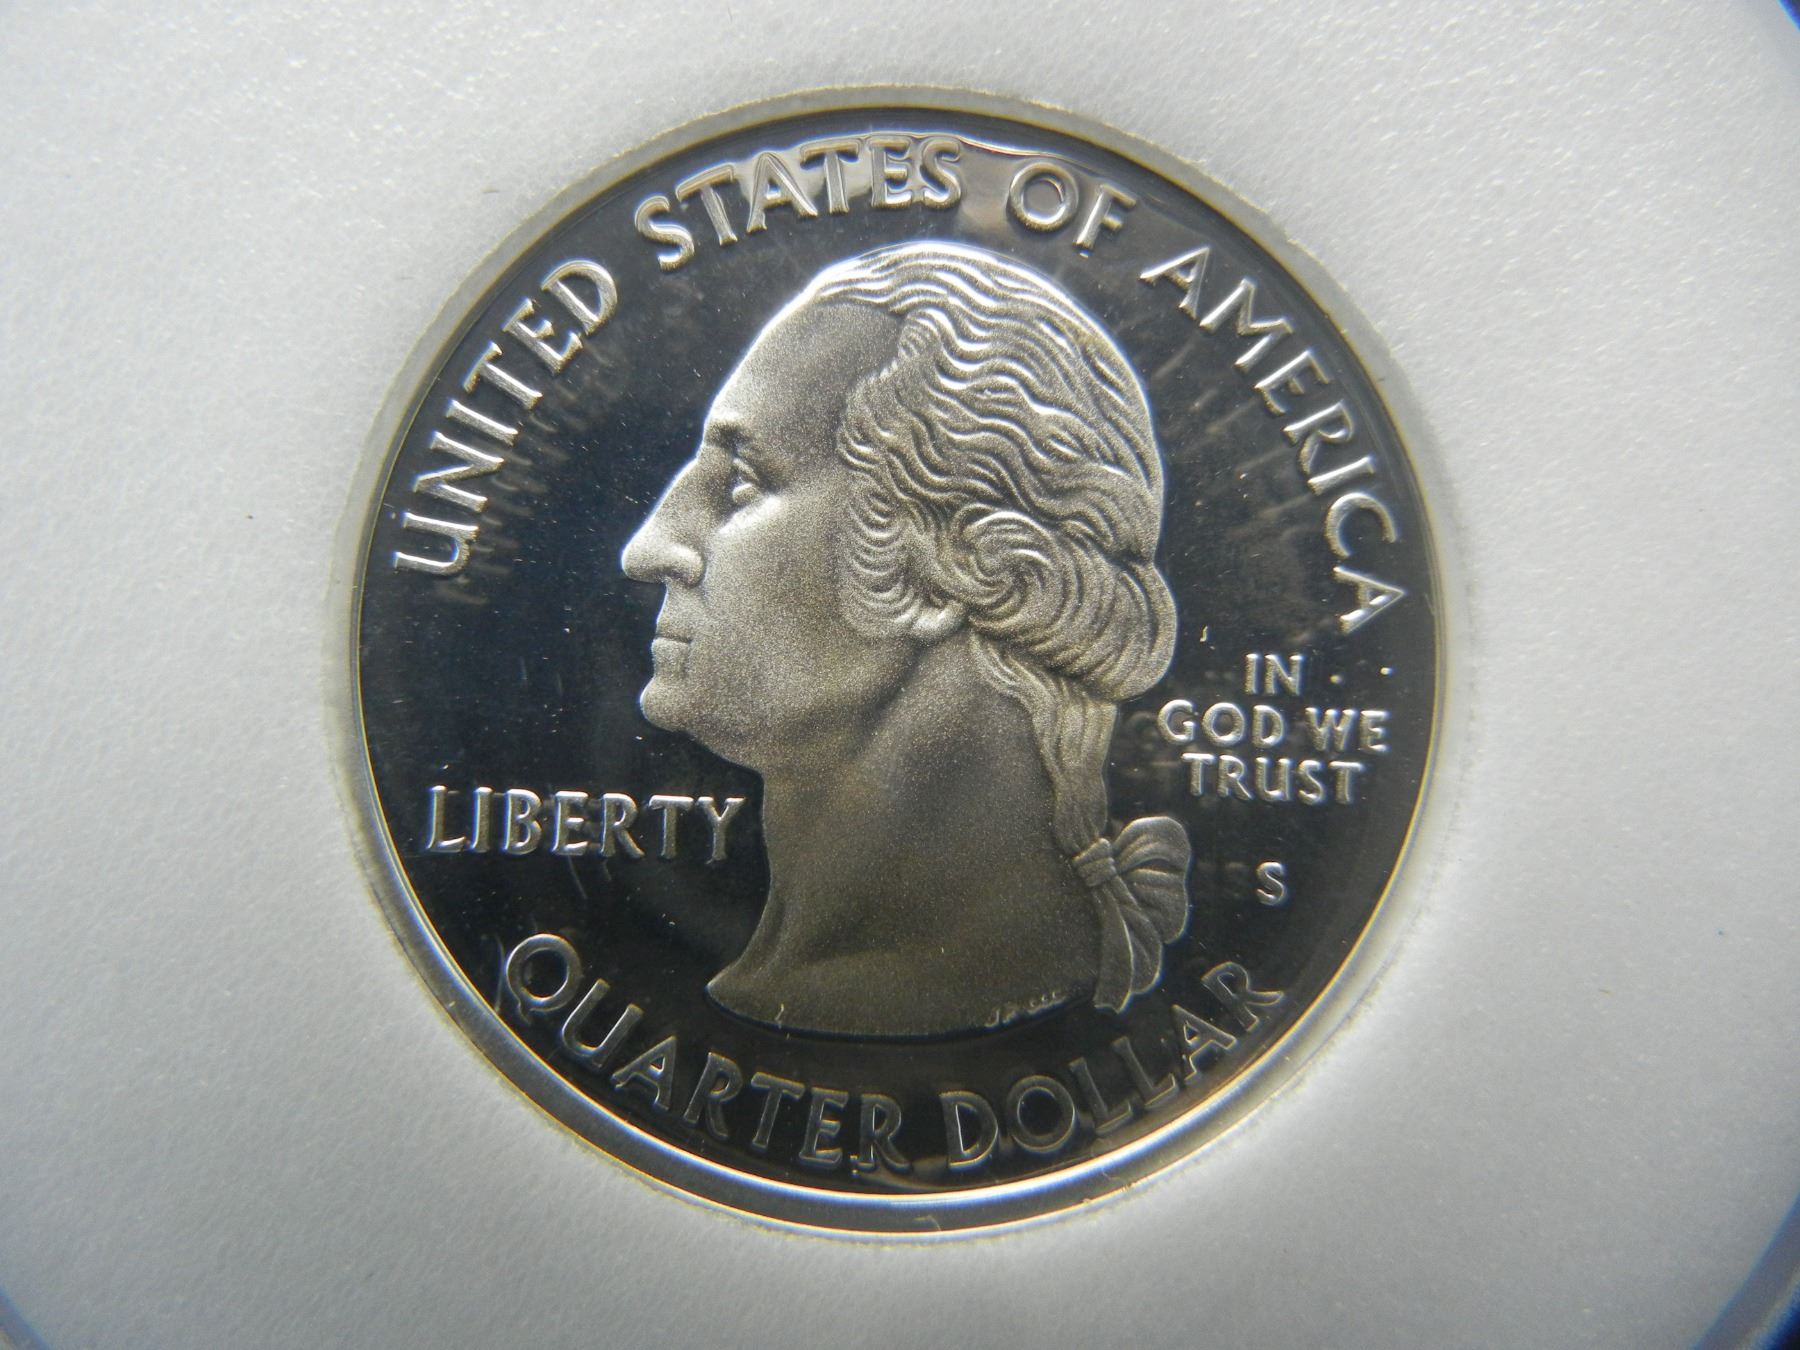 UNITED STATES OF AMERICA
LIBERTY
IN
GOD WE
TRUST
S
QUARTER DOLLAR